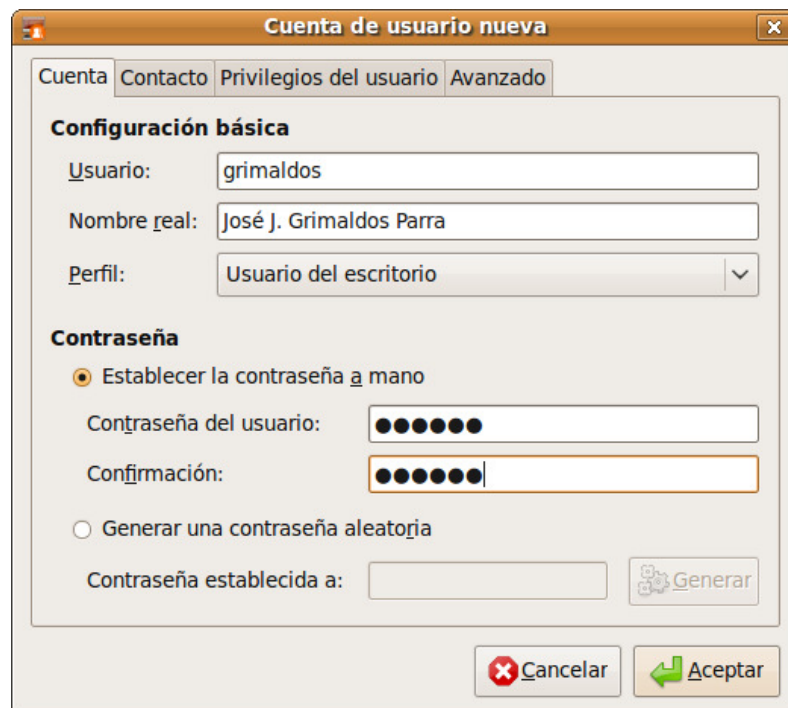 Cuenta de usuario nueva
Cuenta Contacto Privilegios del usuario Avanzado
Configuración básica
Usuario: grimaldos
Nombre real: José J. Grimaldos Parra
Perfil: Usuario del escritorio
Contraseña
Establecer la contraseña a mano
Contraseña del usuario: ●●●●●●
Confirmación: ●●●●●●
Generar una contraseña aleatoria
Contraseña establecida a: Generar
Cancelar Aceptar